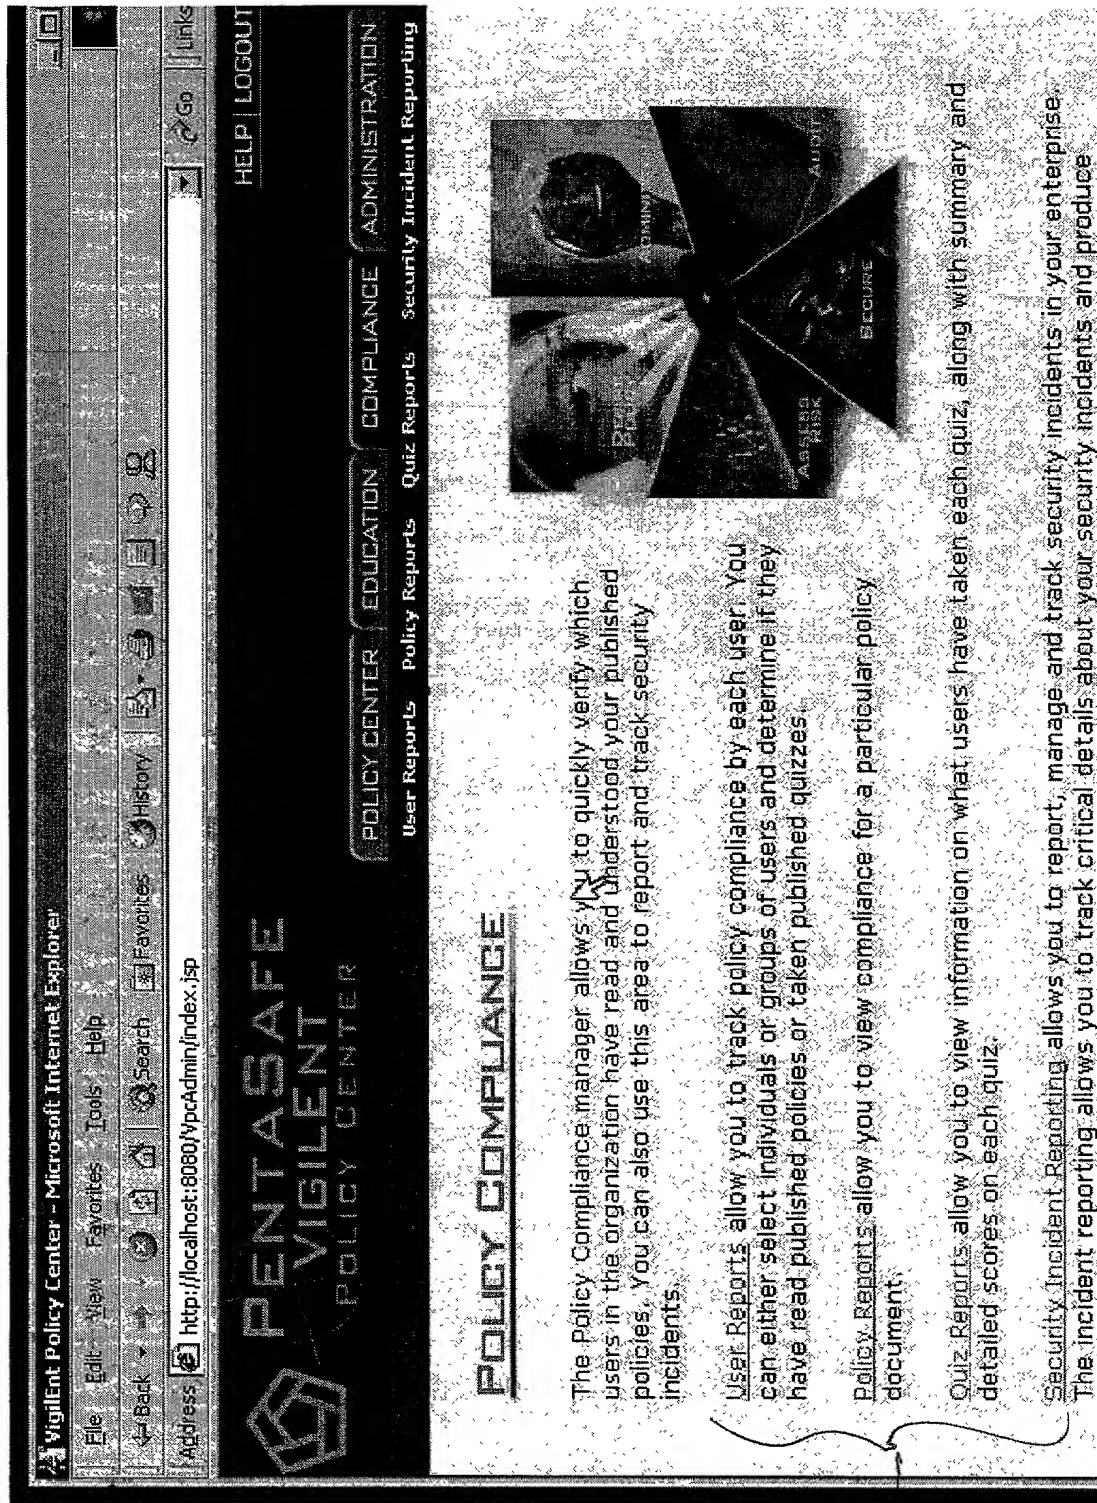 VigilEnt Policy Center - Microsoft Internet Explorer
File Edit View Favorites Tools Help
Back Search Favorites History
Address http://localhost:8080/VpcAdmin/index.jsp Go Links
HELP | LOGOUT
PENTASAFE
VIGILENT
POLICY CENTER
POLICY CENTER EDUCATION COMPLIANCE ADMINISTRATION
User Reports Policy Reports Quiz Reports Security Incident Reporting
POLICY COMPLIANCE
The Policy Compliance manager allows you to quickly verify which
users in the organization have read and understood your published
policies. You can also use this area to report and track security
incidents.
User Reports allow you to track policy compliance by each user. You
can either select individuals or groups of users and determine if they
have read published policies or taken published quizzes.
Policy Reports allow you to view compliance for a particular policy
document.
Quiz Reports allow you to view information on what users have taken each quiz, along with summary and
detailed scores on each quiz.
Security Incident Reporting allows you to report, manage and track security incidents in your enterprise.
The incident reporting allows you to track critical details about your security incidents and produce
ASSESS
RISK
SECURE
AUDIT